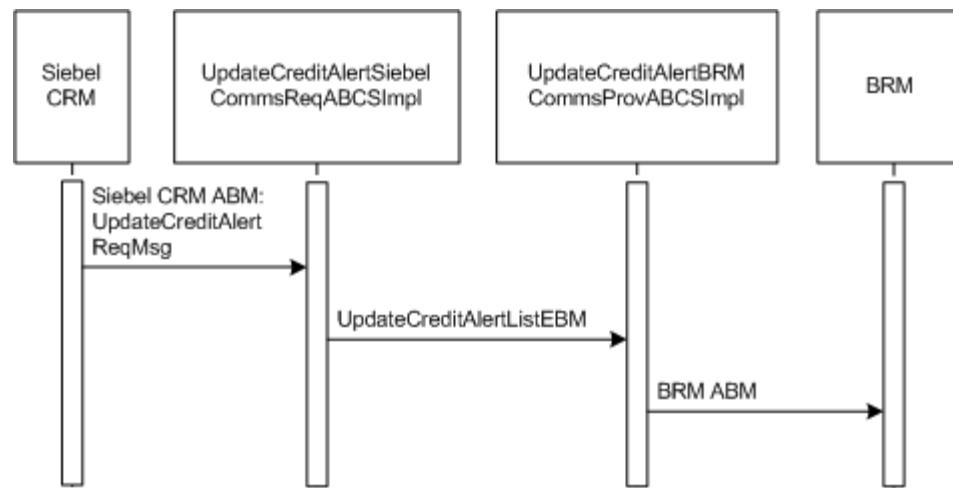 Siebel
CRM
UpdateCreditAlertSiebel
CommsReqABCSImpl
UpdateCreditAlertBRM
CommsProvABCSImpl
BRM
Siebel CRM ABM:
UpdateCreditAlert
ReqMsg
UpdateCreditAlertListEBM
BRM ABM